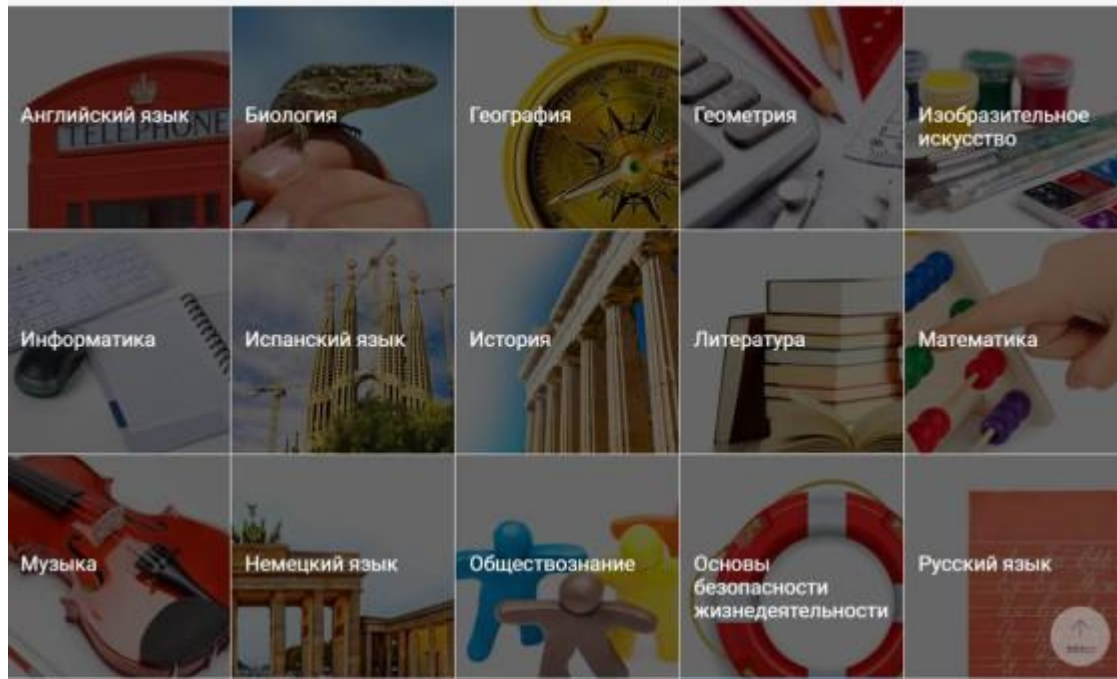 Английский язык
TELEPHONE
Биология
География
Геометрия
Изобразительное
искусство
Информатика
Испанский язык
История
Литература
Математика
Музыка
Немецкий язык
Обществознание
Основы
безопасности
жизнедеятельности
Русский язык